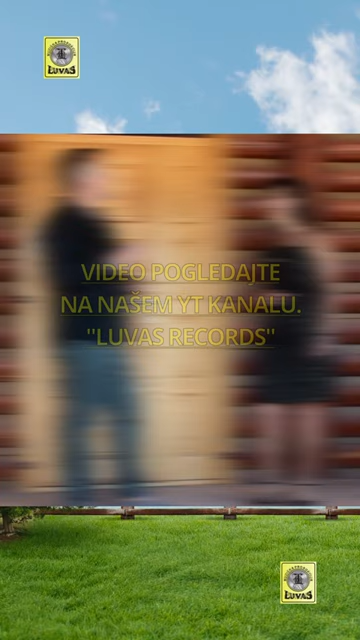 LUVAS
VIDEO POGLEDAJTE
NA NAŠEM YT KANALU.
"LUVAS RECORDS"
LUVAS